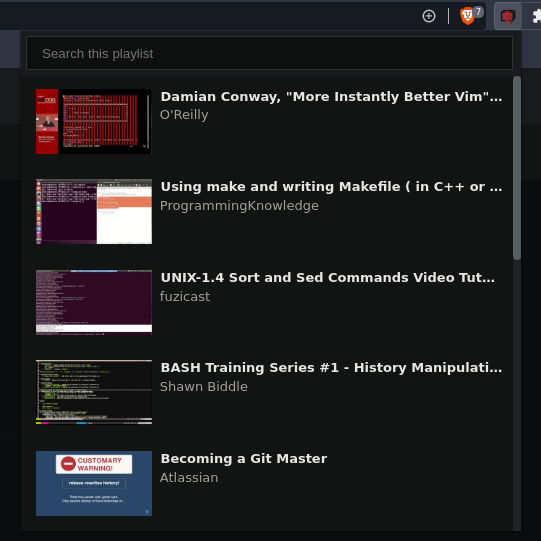 7
Search this playlist
Damian Conway, "More Instantly Better Vim"...
O'Reilly
Using make and writing Makefile ( in C++ or ...
ProgrammingKnowledge
UNIX-1.4 Sort and Sed Commands Video Tut...
fuzicast
BASH Training Series #1 - History Manipulati...
Shawn Biddle
CUSTOMARY
WARNING!
rebase rewrites history!
Becoming a Git Master
Atlassian